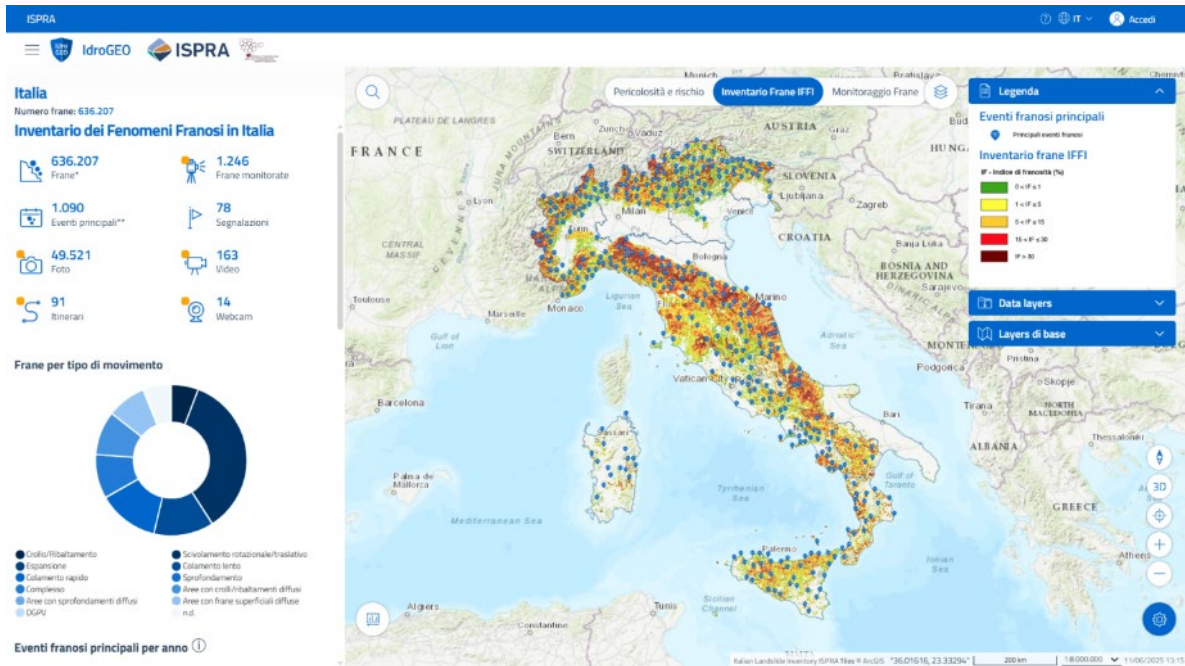 ISPRA
IT
Accedi
IdroGEO
ISPRA
Italia
Numero frane: 636.207
Inventario dei Fenomeni Franosi in Italia
636.207
Frane*
1.246
Frane monitorate
1.090
Eventi principali**
78
Segnalazioni
49.521
Foto
163
Video
91
Itinerari
14
Webcam
Frane per tipo di movimento
Crollo/Ribaltamento
Scivolamento rotazionale/traslativo
Espansione
Colamento lento
Colamento rapido
Sprofondamento
Complesso
Aree con crolli/ribaltamenti diffusi
Aree con sprofondamenti diffusi
Aree con frane superficiali diffuse
DGPV
n.d.
Eventi franosi principali per anno
Pericolosità e rischio
Inventario Frane IFFI
Monitoraggio Frane
Legenda
Eventi franosi principali
Principali eventi franosi
Inventario frane IFFI
IF - Indice di franosità (%)
0 < IF ≤ 1
1 < IF ≤ 5
5 < IF ≤ 15
15 < IF ≤ 30
IF > 30
Data layers
Layers di base
Munich
Bratislava
PLATEAU DE LANGRES
Bern
Zurich
Vaduz
AUSTRIA
Graz
FRANCE
SWITZERLAND
SLOVENIA
Ljubljana
Zagreb
Lyon
Milan
Venice
CENTRAL
MASSIF
CROATIA
Banja Luka
Bologna
BOSNIA AND
HERZEGOVINA
Sarajevo
Toulouse
Marseille
Monaco
Ligurian
Sea
Marino
Gulf of
Lion
Adriatic
Sea
Podgorica
Pristina
Vatican City
Skopje
Barcelona
Bari
Tirana
NORTH
MACEDONIA
Sassari
ALBANIA
Thessaloniki
Palma de
Mallorca
Tyrrhenian
Sea
Gulf of
Taranto
3D
GREECE
Mediterranean Sea
Palermo
Ionian
Sea
Athens
Algiers
Tunis
Sicilian
Channel
Constantine
Italian Landslide Inventory ISPRA Tiles © ArcGIS
"36.01616, 23.33294"
200 km
1:8.000.000
11/06/2025 13:15